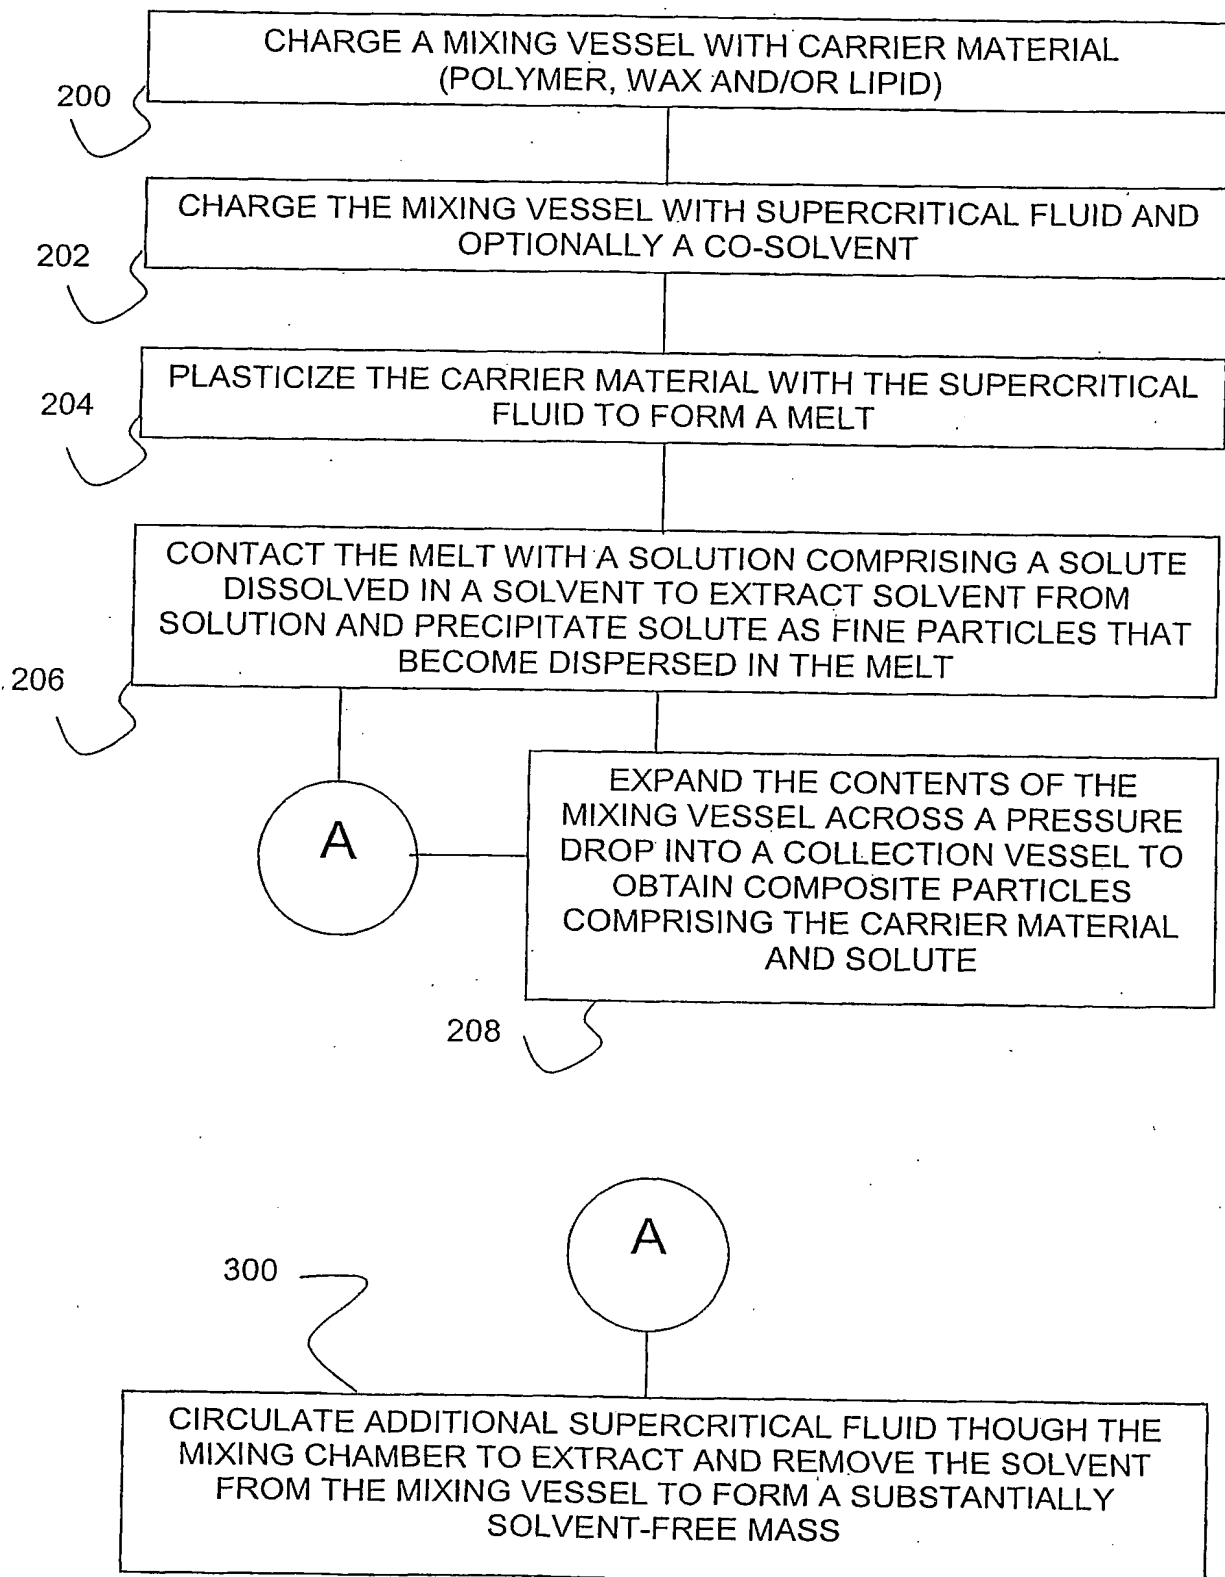 CHARGE A MIXING VESSEL WITH CARRIER MATERIAL
(POLYMER, WAX AND/OR LIPID)
200
CHARGE THE MIXING VESSEL WITH SUPERCRITICAL FLUID AND
OPTIONALLY A CO-SOLVENT
202
PLASTICIZE THE CARRIER MATERIAL WITH THE SUPERCRITICAL
FLUID TO FORM A MELT
204
CONTACT THE MELT WITH A SOLUTION COMPRISING A SOLUTE
DISSOLVED IN A SOLVENT TO EXTRACT SOLVENT FROM
SOLUTION AND PRECIPITATE SOLUTE AS FINE PARTICLES THAT
BECOME DISPERSED IN THE MELT
206
A
EXPAND THE CONTENTS OF THE
MIXING VESSEL ACROSS A PRESSURE
DROP INTO A COLLECTION VESSEL TO
OBTAIN COMPOSITE PARTICLES
COMPRISING THE CARRIER MATERIAL
AND SOLUTE
208
A
300
CIRCULATE ADDITIONAL SUPERCRITICAL FLUID THOUGH THE
MIXING CHAMBER TO EXTRACT AND REMOVE THE SOLVENT
FROM THE MIXING VESSEL TO FORM A SUBSTANTIALLY
SOLVENT-FREE MASS